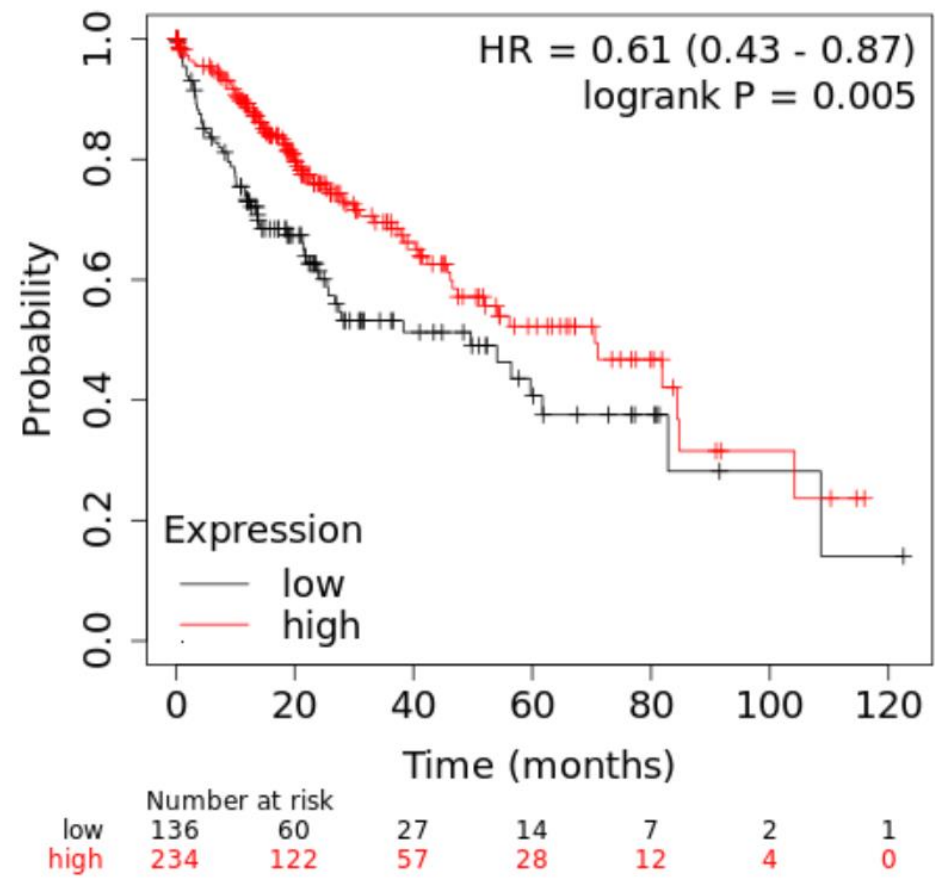 HR = 0.61 (0.43 - 0.87)
logrank P = 0.005
1.0
0.8
0.6
0.4
0.2
0.0
Probability
Expression
low
high
0 20 40 60 80 100 120
Time (months)
Number at risk
low 136 60 27 14 7 2 1
high 234 122 57 28 12 4 0